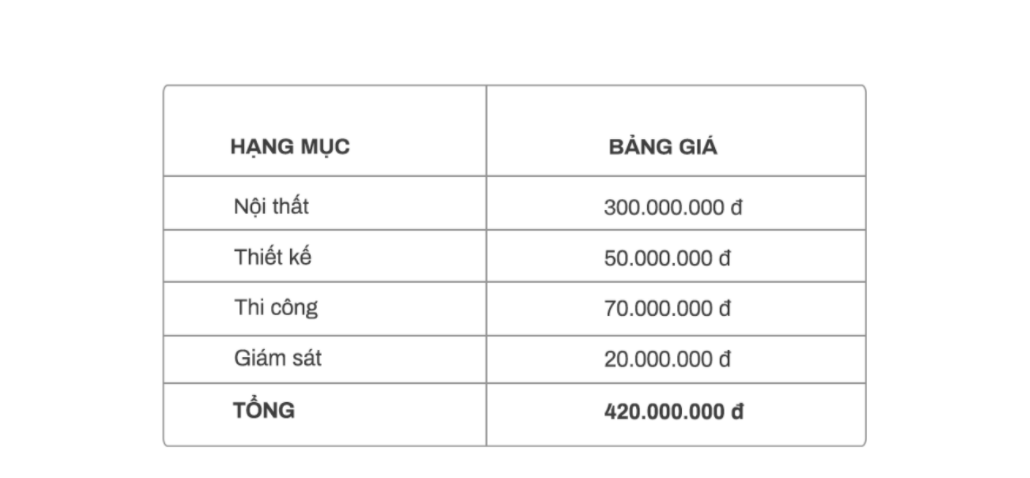 HẠNG MỤC BẢNG GIÁ
Nội thất 300.000.000 đ
Thiết kế 50.000.000 đ
Thi công 70.000.000 đ
Giám sát 20.000.000 đ
TỔNG 420.000.000 đ